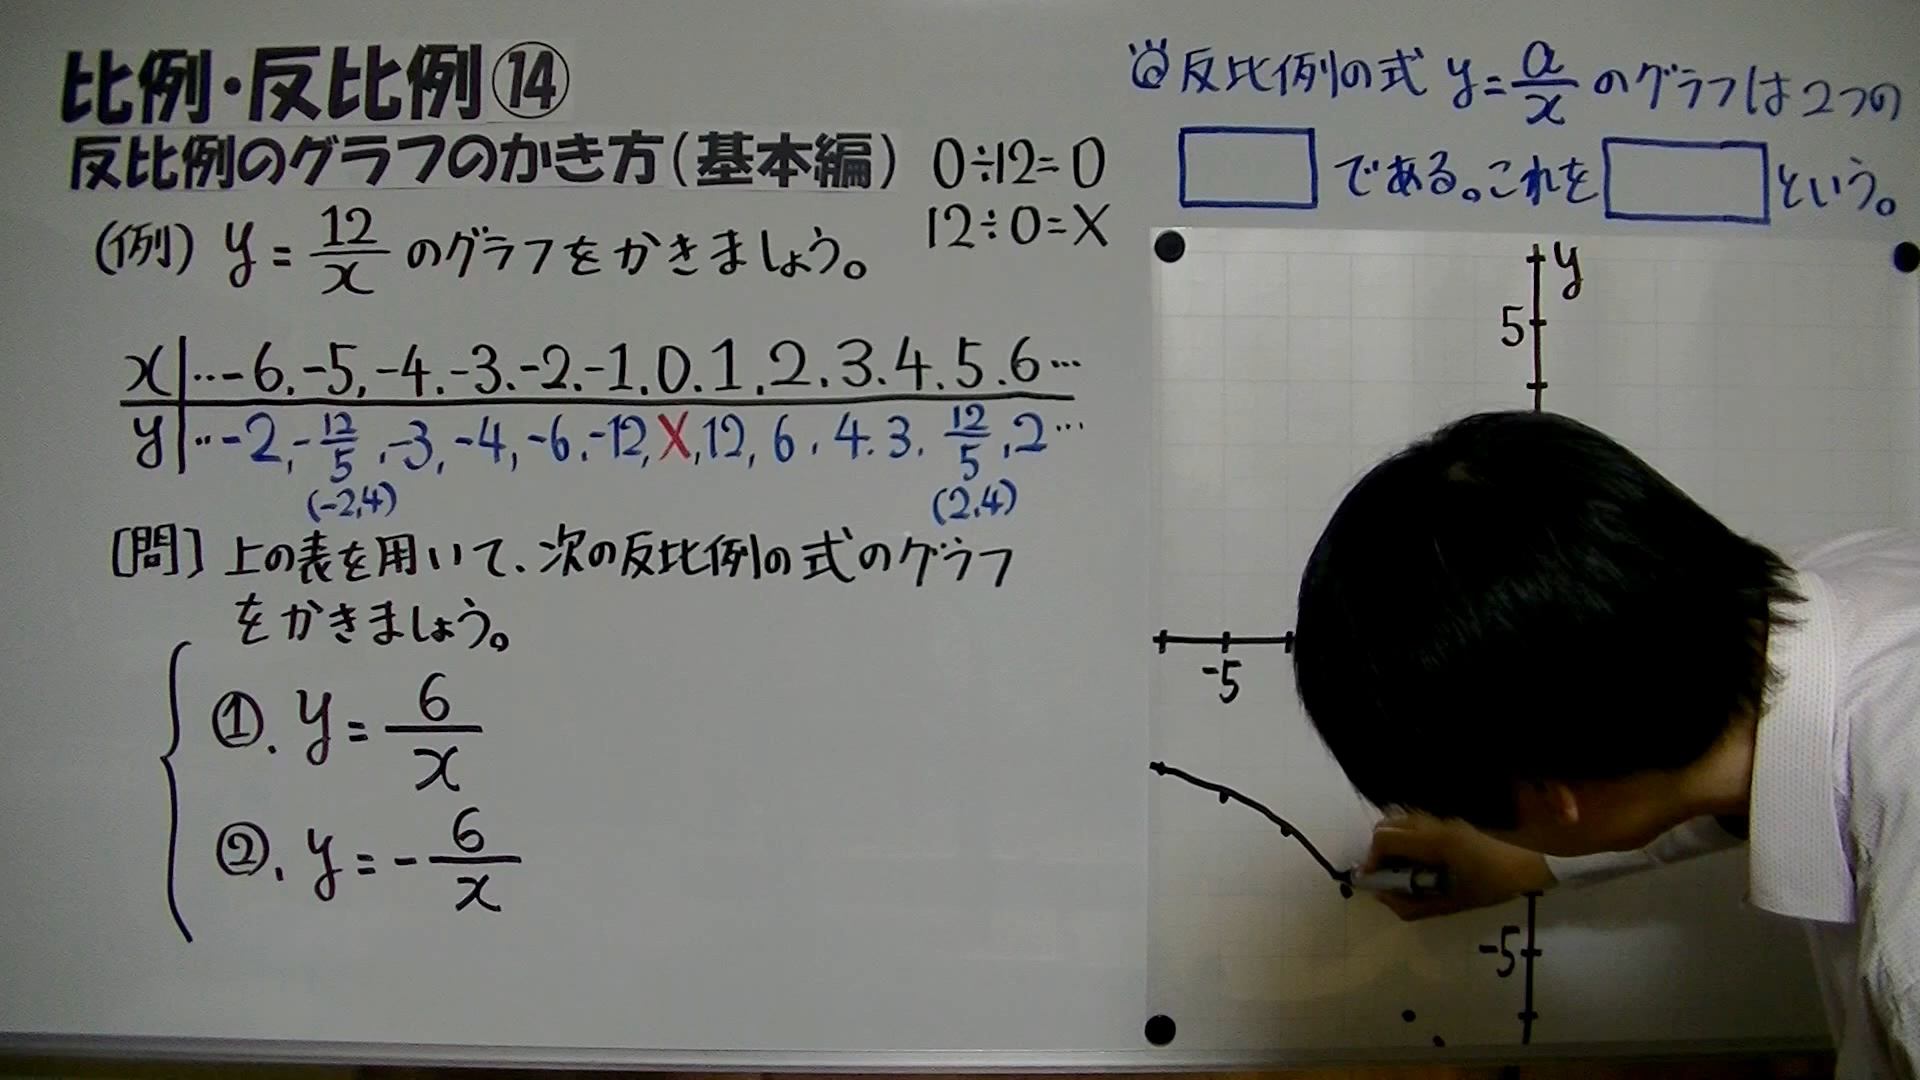 比例・反比例⑭
反比例のグラフのかき方(基本編)
0÷12=0
12÷0=X
(例) y=12/x のグラフをかきましょう。
x ‥-6.-5.-4.-3.-2.-1.0.1.2.3.4.5.6…
y ‥-2,-12/5,-3,-4,-6,-12,X,12,6,4.3.12/5,2…
(-2.4) (2.4)
[問] 上の表を用いて、次の反比例の式のグラフ
をかきましょう。
①. y=6/x
②. y=-6/x
反比例の式 y=a/x のグラフは2つの
である。これを という。
y
5
-5
-5